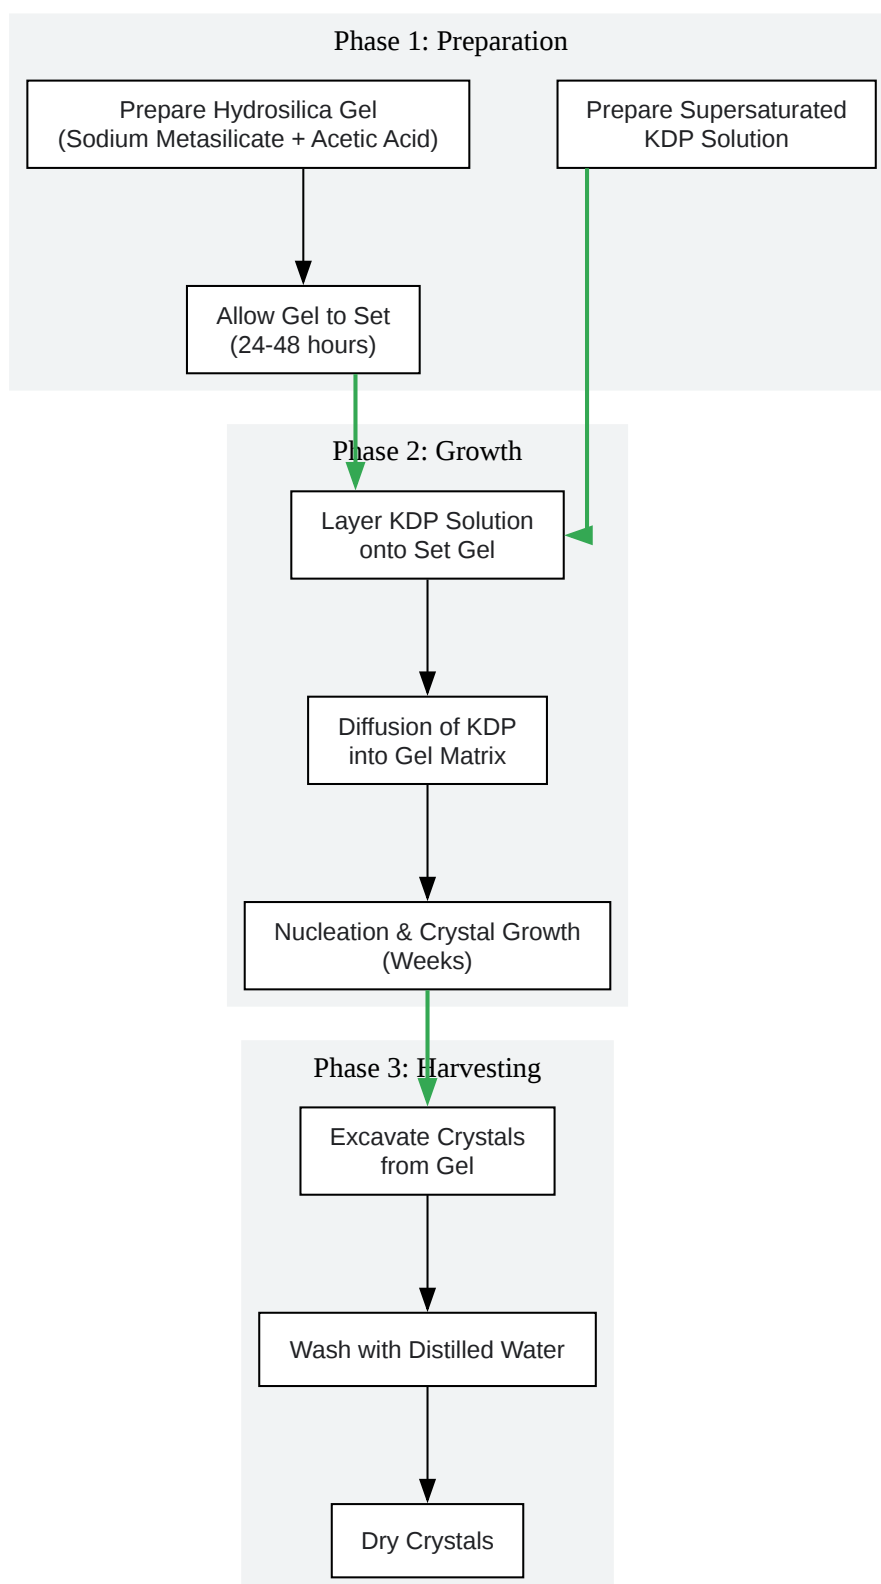 Phase 1: Preparation
Prepare Hydrosilica Gel
(Sodium Metasilicate + Acetic Acid)
Prepare Supersaturated
KDP Solution
Allow Gel to Set
(24-48 hours)
Phase 2: Growth
Layer KDP Solution
onto Set Gel
Diffusion of KDP
into Gel Matrix
Nucleation & Crystal Growth
(Weeks)
Phase 3: Harvesting
Excavate Crystals
from Gel
Wash with Distilled Water
Dry Crystals